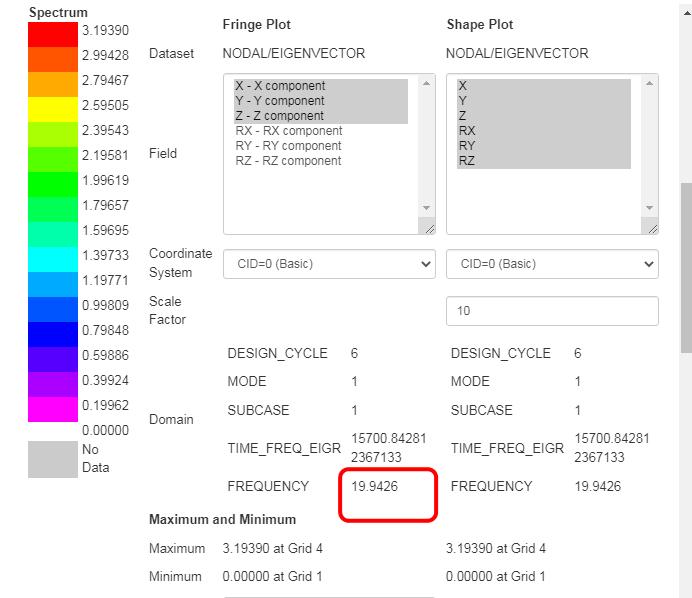 Spectrum
3.19390
2.99428
2.79467
2.59505
2.39543
2.19581
1.99619
1.79657
1.59695
1.39733
1.19771
0.99809
0.79848
0.59886
0.39924
0.19962
0.00000
No
Data
Fringe Plot Shape Plot
Dataset NODAL/EIGENVECTOR NODAL/EIGENVECTOR
Field
X - X component
Y - Y component
Z - Z component
RX - RX component
RY - RY component
RZ - RZ component
X
Y
Z
RX
RY
RZ
Coordinate
System
CID=0 (Basic) CID=0 (Basic)
Scale
Factor
10
Domain
DESIGN_CYCLE 6 DESIGN_CYCLE 6
MODE 1 MODE 1
SUBCASE 1 SUBCASE 1
TIME_FREQ_EIGR 15700.84281
2367133
TIME_FREQ_EIGR 15700.84281
2367133
FREQUENCY 19.9426 FREQUENCY 19.9426
Maximum and Minimum
Maximum 3.19390 at Grid 4 3.19390 at Grid 4
Minimum 0.00000 at Grid 1 0.00000 at Grid 1